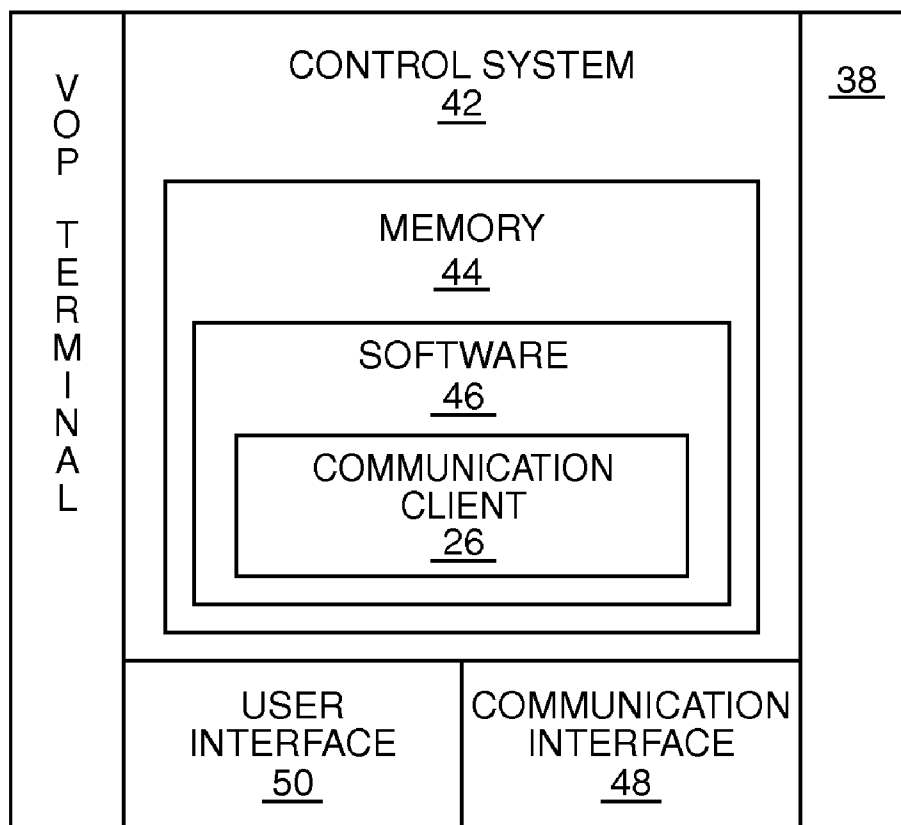 VOP TERMINAL
CONTROL SYSTEM
42
38
MEMORY
44
SOFTWARE
46
COMMUNICATION
CLIENT
26
USER
INTERFACE
50
COMMUNICATION
INTERFACE
48